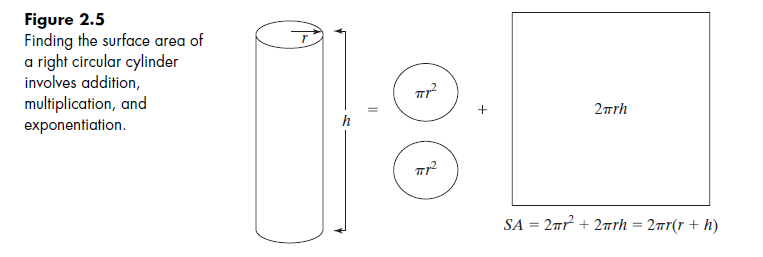 Figure 2.5
Finding the surface area of
a right circular cylinder
involves addition,
multiplication, and
exponentiation.
r
h
=
πr²
πr²
+
2πrh
SA = 2πr² + 2πrh = 2πr(r + h)